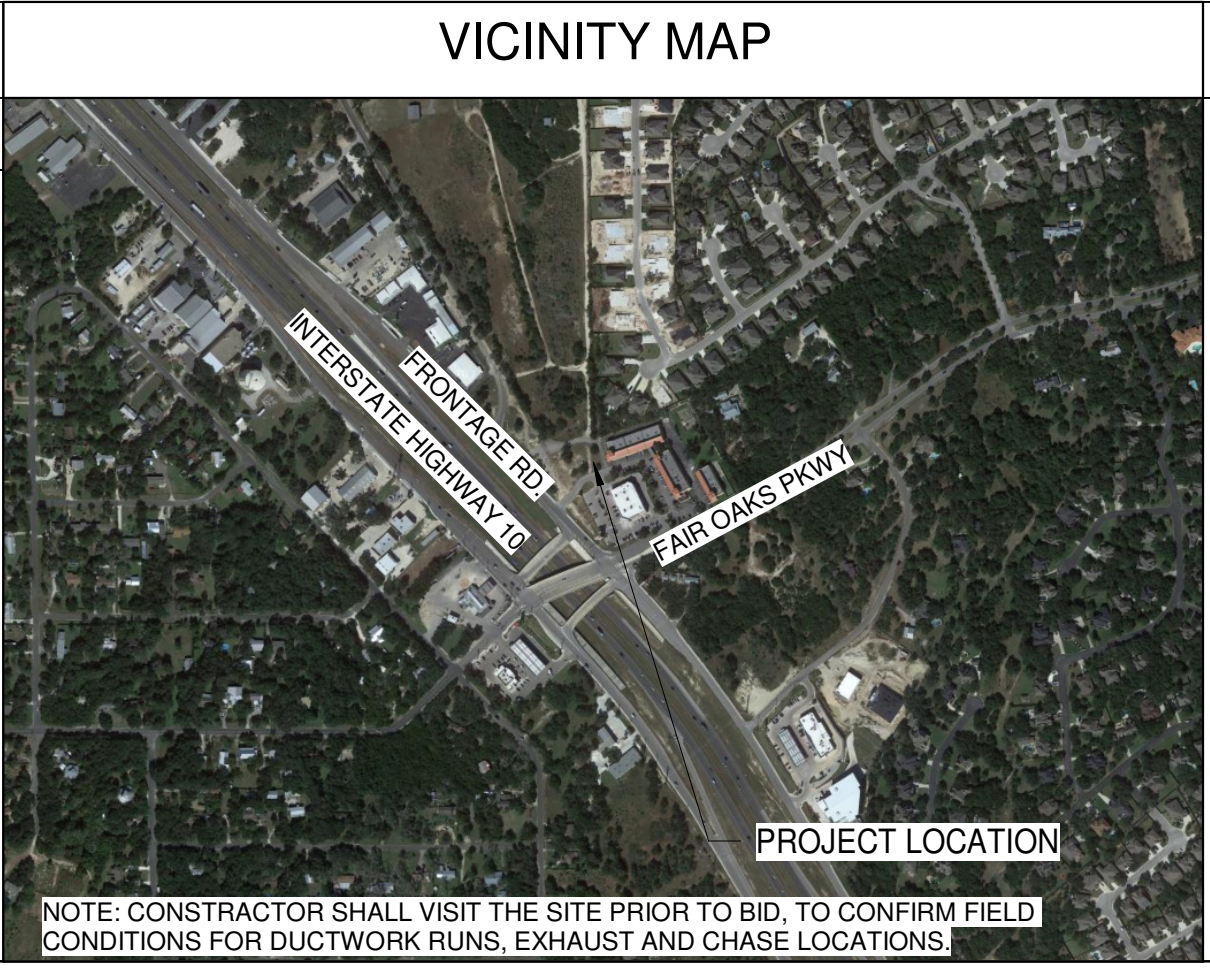 VICINITY MAP
INTERSTATE HIGHWAY 10
FRONTAGE RD.
FAIR OAKS PKWY
PROJECT LOCATION
NOTE: CONSTRACTOR SHALL VISIT THE SITE PRIOR TO BID, TO CONFIRM FIELD
CONDITIONS FOR DUCTWORK RUNS, EXHAUST AND CHASE LOCATIONS.